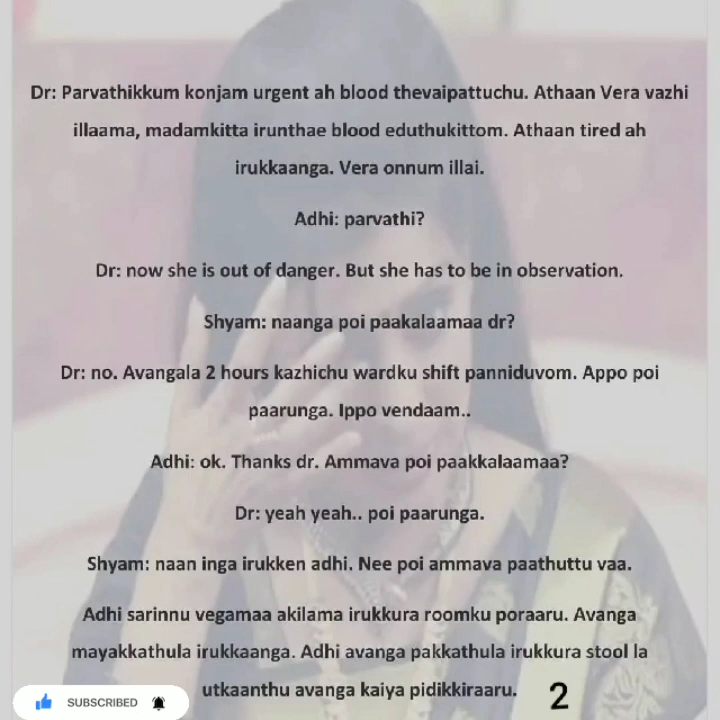 Dr: Parvathikkum konjam urgent ah blood thevaipattuchu. Athaan Vera vazhi
illaama, madamkitta irunthae blood eduthukittom. Athaan tired ah
irukkaanga. Vera onnum illai.
Adhi: parvathi?
Dr: now she is out of danger. But she has to be in observation.
Shyam: naanga poi paakalaamaa dr?
Dr: no. Avangala 2 hours kazhichu wardku shift panniduvom. Appo poi
paarunga. Ippo vendaam..
Adhi: ok. Thanks dr. Ammava poi paakkalaamaa?
Dr: yeah yeah.. poi paarunga.
Shyam: naan inga irukken adhi. Nee poi ammava paathuttu vaa.
Adhi sarinnu vegamaa akilama irukkura roomku poraaru. Avanga
mayakkathula irukkaanga. Adhi avanga pakkathula irukkura stool la
utkaanthu avanga kaiya pidikkiraaru.
2
SUBSCRIBED